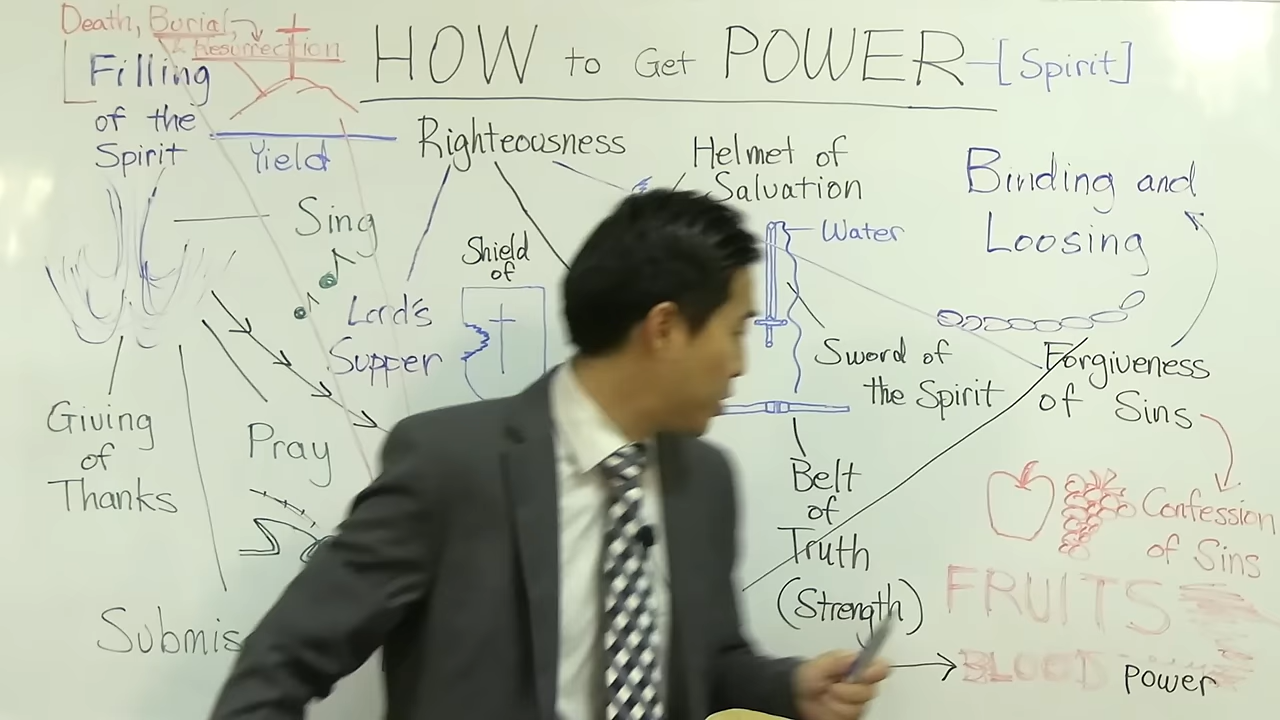 Death, Burial,
& Resurrection
HOW to Get POWER-[Spirit]
Filling
of the
Spirit
Yield
Righteousness
Helmet of
Salvation
Binding and
Loosing
Sing
Shield
of
Water
Lord's
Supper
Sword of
the Spirit
Forgiveness
of Sins
Giving
of
Thanks
Pray
Belt
of
Truth
(Strength)
Confession
of Sins
FRUITS
Submis
BLOOD Power